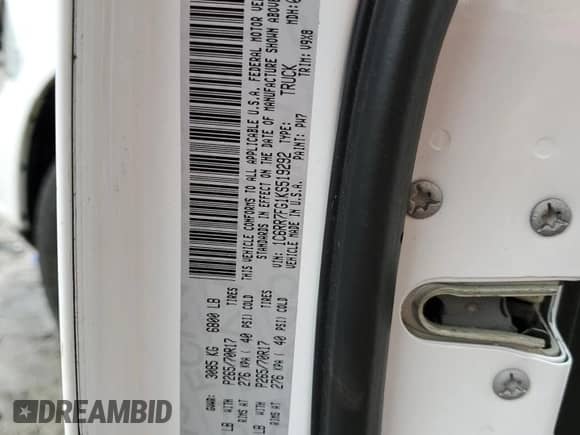 GVWR: 3085 KG 6800 LB
LB WITH TIRES
P265/70R17
RIMS AT 276 KPA ( 40 PSI) COLD
LB WITH TIRES
P265/70R17
RIMS AT 276 KPA ( 40 PSI) COLD
THIS VEHICLE CONFORMS TO ALL APPLICABLE U.S.A. FEDERAL MOTOR
STANDARDS IN EFFECT ON THE DATE OF MANUFACTURE SHOWN ABOVE
VIN: 1C6RR7FG1KS519292 TYPE: TRUCK MDH:
PAINT: PW7 TRIM: V9X8
MADE IN U.S.A.
DREAMBID